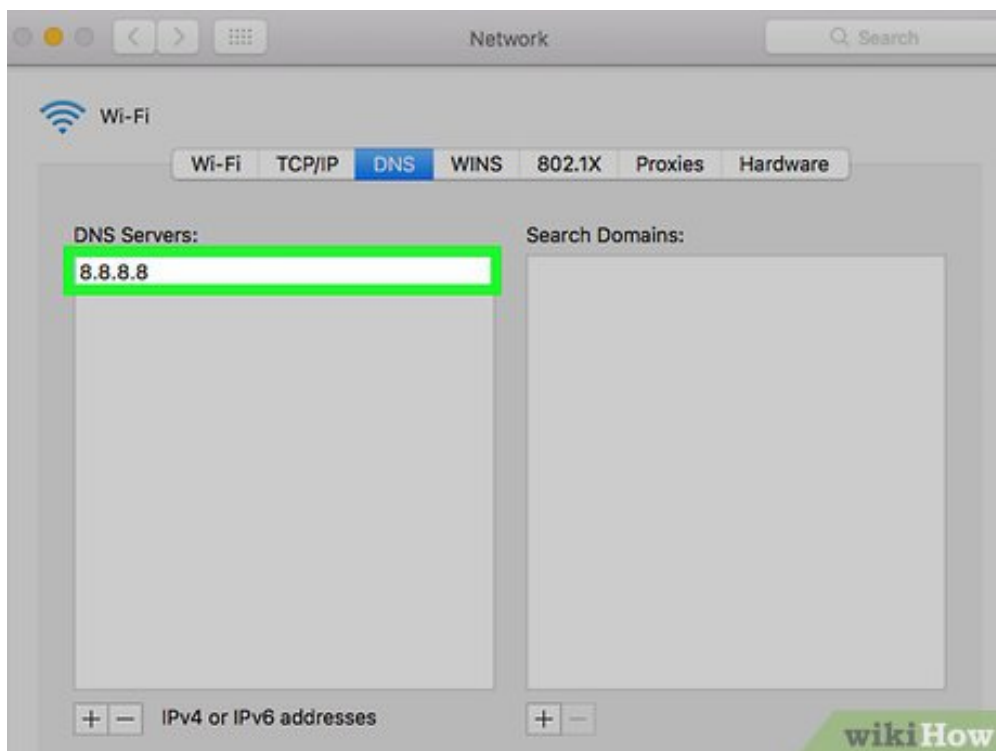 Network
Search
Wi-Fi
Wi-Fi TCP/IP DNS WINS 802.1X Proxies Hardware
DNS Servers:
8.8.8.8
Search Domains:
+ − IPv4 or IPv6 addresses
+ −
wikiHow